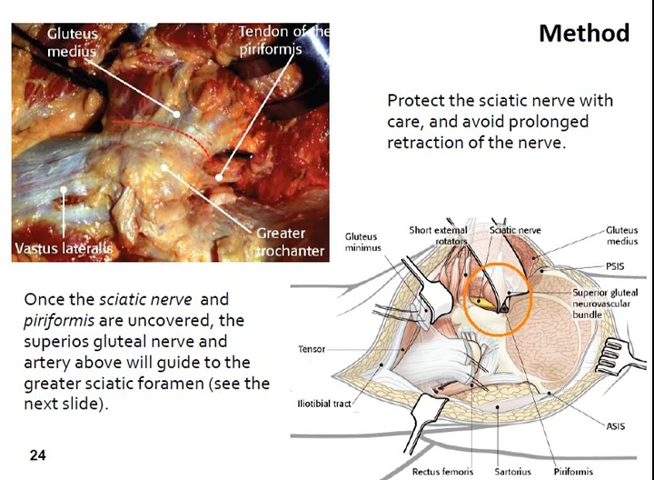 Method
Gluteus
medius
Tendon of the
piriformis
Vastus lateralis
Greater
trochanter
Protect the sciatic nerve with
care, and avoid prolonged
retraction of the nerve.
Once the sciatic nerve and
piriformis are uncovered, the
superios gluteal nerve and
artery above will guide to the
greater sciatic foramen (see the
next slide).
Gluteus
minimus
Short external
rotators
Sciatic nerve
Gluteus
medius
PSIS
Superior gluteal
neurovascular
bundle
Tensor
Iliotibial tract
ASIS
Rectus femoris
Sartorius
Piriformis
24